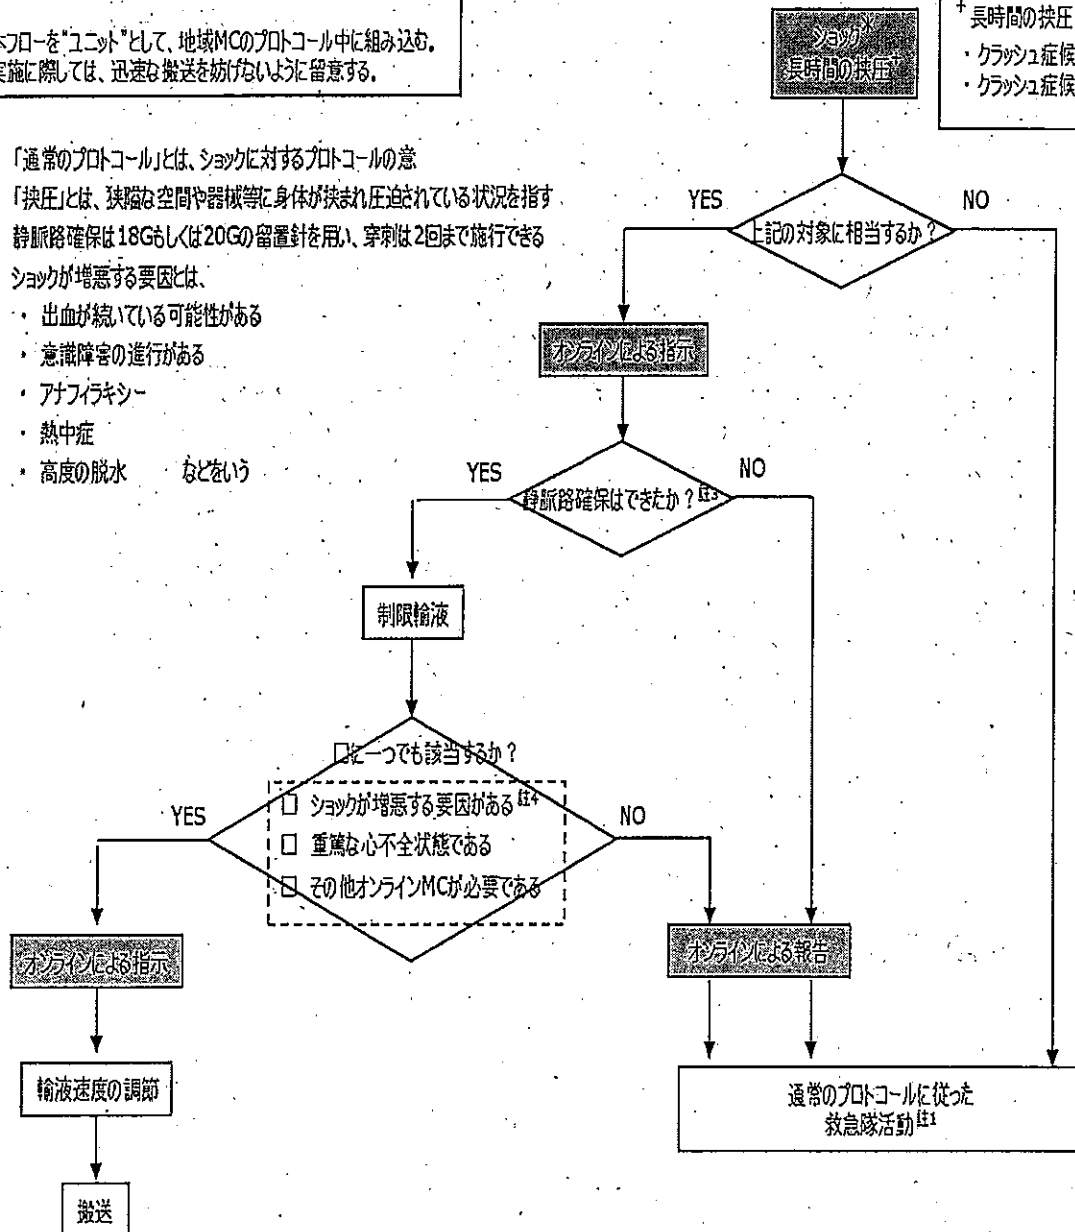 本フローを"ユニット"として、地域MCのプロトコール中に組み込む。
実施に際しては、迅速な搬送を妨げないように留意する。
ショック*
長時間の挟圧
‡ 長時間の挟圧
・クラッシュ症候
・クラッシュ症候
「通常のプロトコール」とは、ショックに対するプロトコールの意
「挟圧」とは、狭隘な空間や器械等に身体が挟まれ圧迫されている状況を指す
静脈路確保は18Gもしくは20Gの留置針を用い、穿刺は2回まで施行できる
ショックが増悪する要因とは、
・ 出血が続いている可能性がある
・ 意識障害の進行がある
・ アナフィラキシー
・ 熱中症
・ 高度の脱水 などをいう
YES
NO
上記の対象に相当するか？
オンラインによる指示
YES
NO
静脈路確保はできたか？註3
制限輸液
□に一つでも該当するか？
YES
NO
□ ショックが増悪する要因がある註4
□ 重篤な心不全状態である
□ その他オンラインMCが必要である
オンラインによる指示
オンラインによる報告
輸液速度の調節
通常のプロトコールに従った
救急隊活動註1
搬送